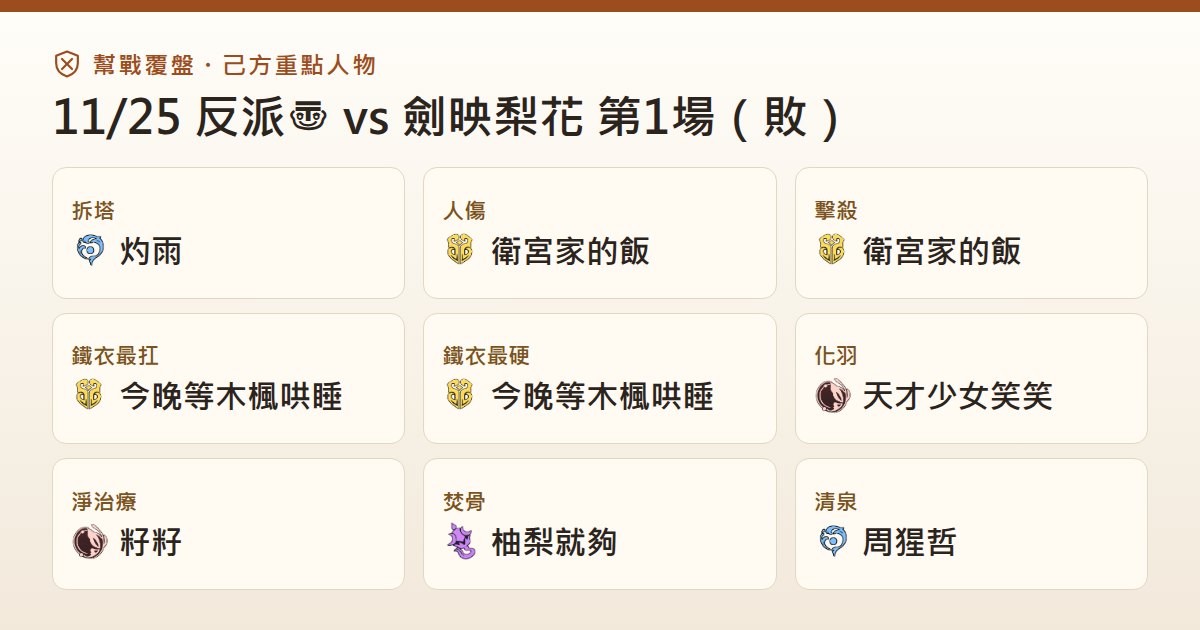 幫戰覆盤・己方重點人物
11/25 反派 vs 劍映梨花 第1場（敗）
拆塔
灼雨
人傷
衛宮家的飯
擊殺
衛宮家的飯
鐵衣最扛
今晚等木楓哄睡
鐵衣最硬
今晚等木楓哄睡
化羽
天才少女笑笑
淨治療
籽籽
焚骨
柚梨就夠
清泉
周猩哲